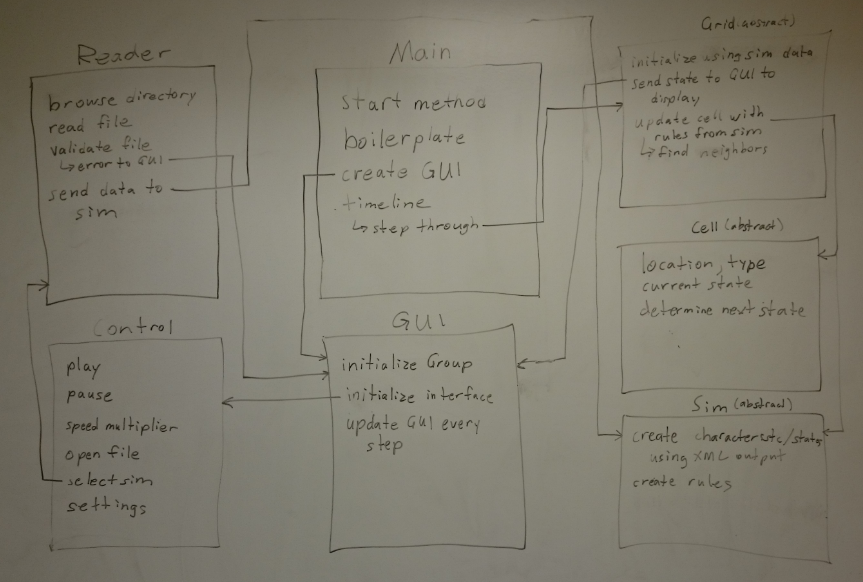 Reader
browse directory
read file
validate file
↳error to GUI
send data to
sim
Main
start method
boilerplate
create GUI
timeline
↳step through
Grid(abstract)
initialize using sim data
send state to GUI to
display
update cell with
rules from sim
↳find neighbors
Cell (abstract)
location, type
current state
determine next state
Control
play
pause
speed multiplier
open file
select sim
settings
GUI
initialize Group
initialize interface
update GUI every
step
Sim (abstract)
create characteristic/states
using XML output
create rules